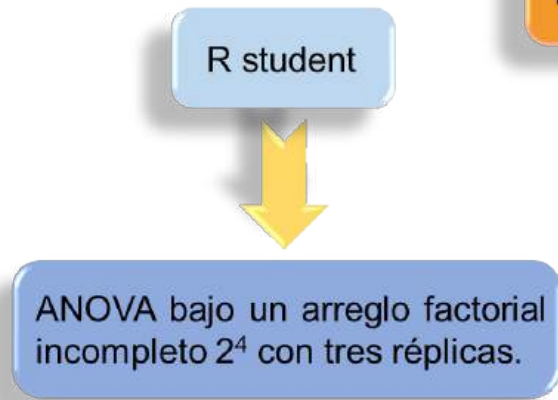 R student
ANOVA bajo un arreglo factorial
incompleto 2⁴ con tres réplicas.